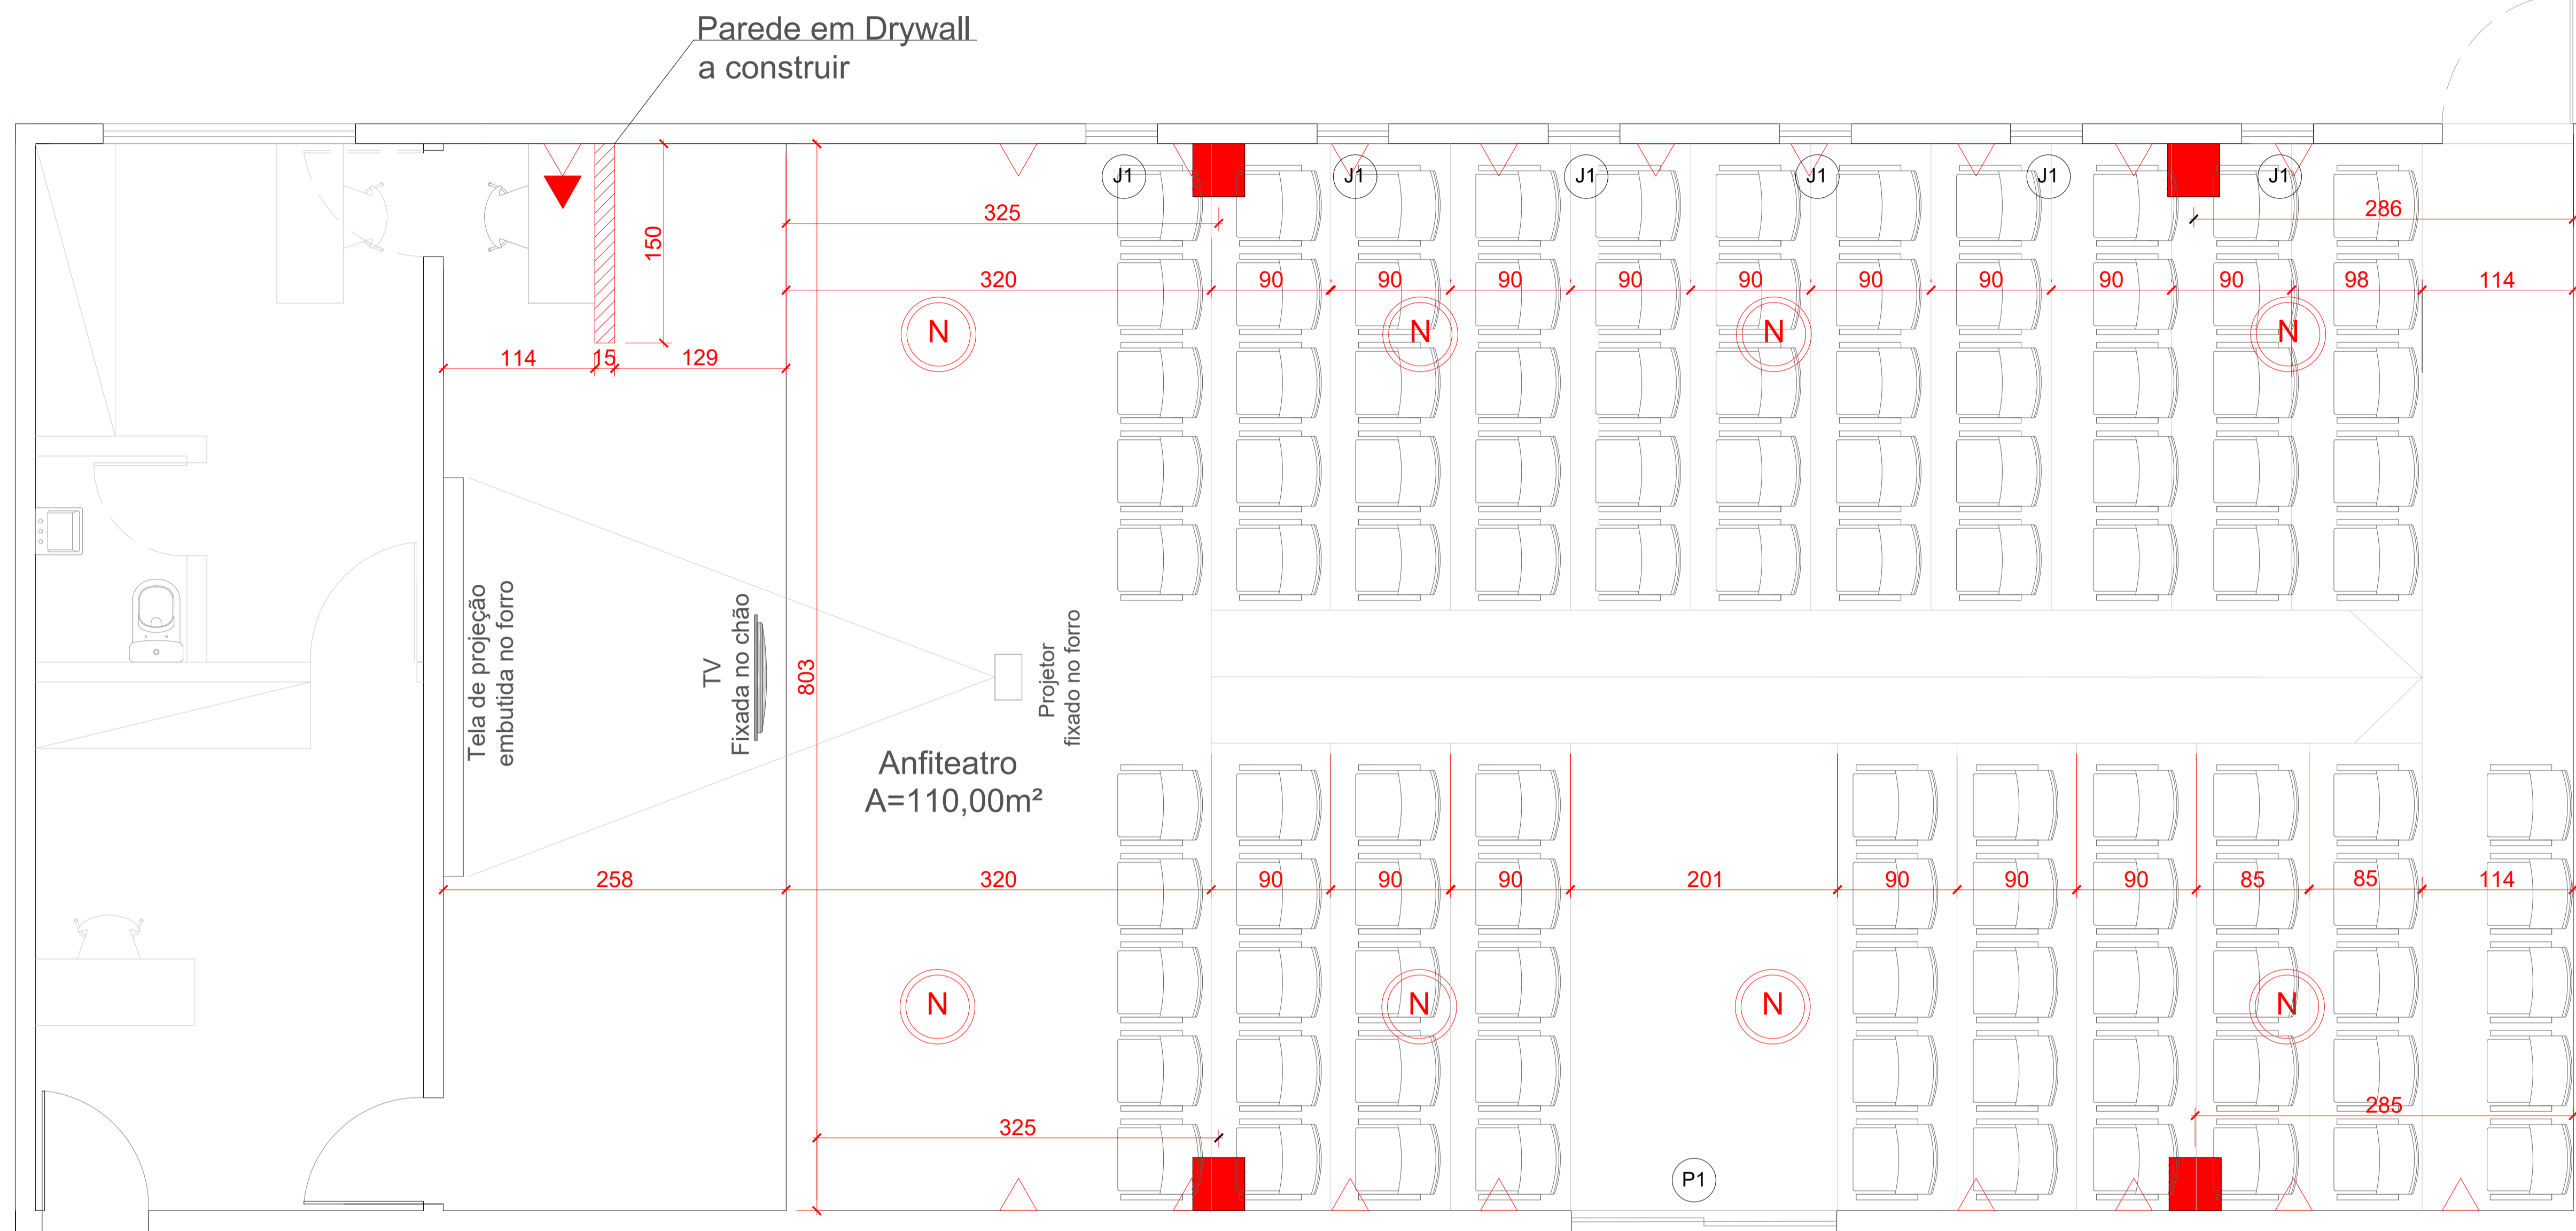 Parede em Drywall
a construir
J1
J1
J1
J1
J1
J1
325
286
150
320
90
90
90
90
90
90
90
90
90
98
114
N
N
N
N
114
15
129
Tela de projeção
embutida no forro
TV
Fixada no chão
803
Projetor
fixado no forro
Anfiteatro
A=110,00m²
258
320
90
90
90
201
90
90
90
85
85
114
N
N
N
N
325
285
P1